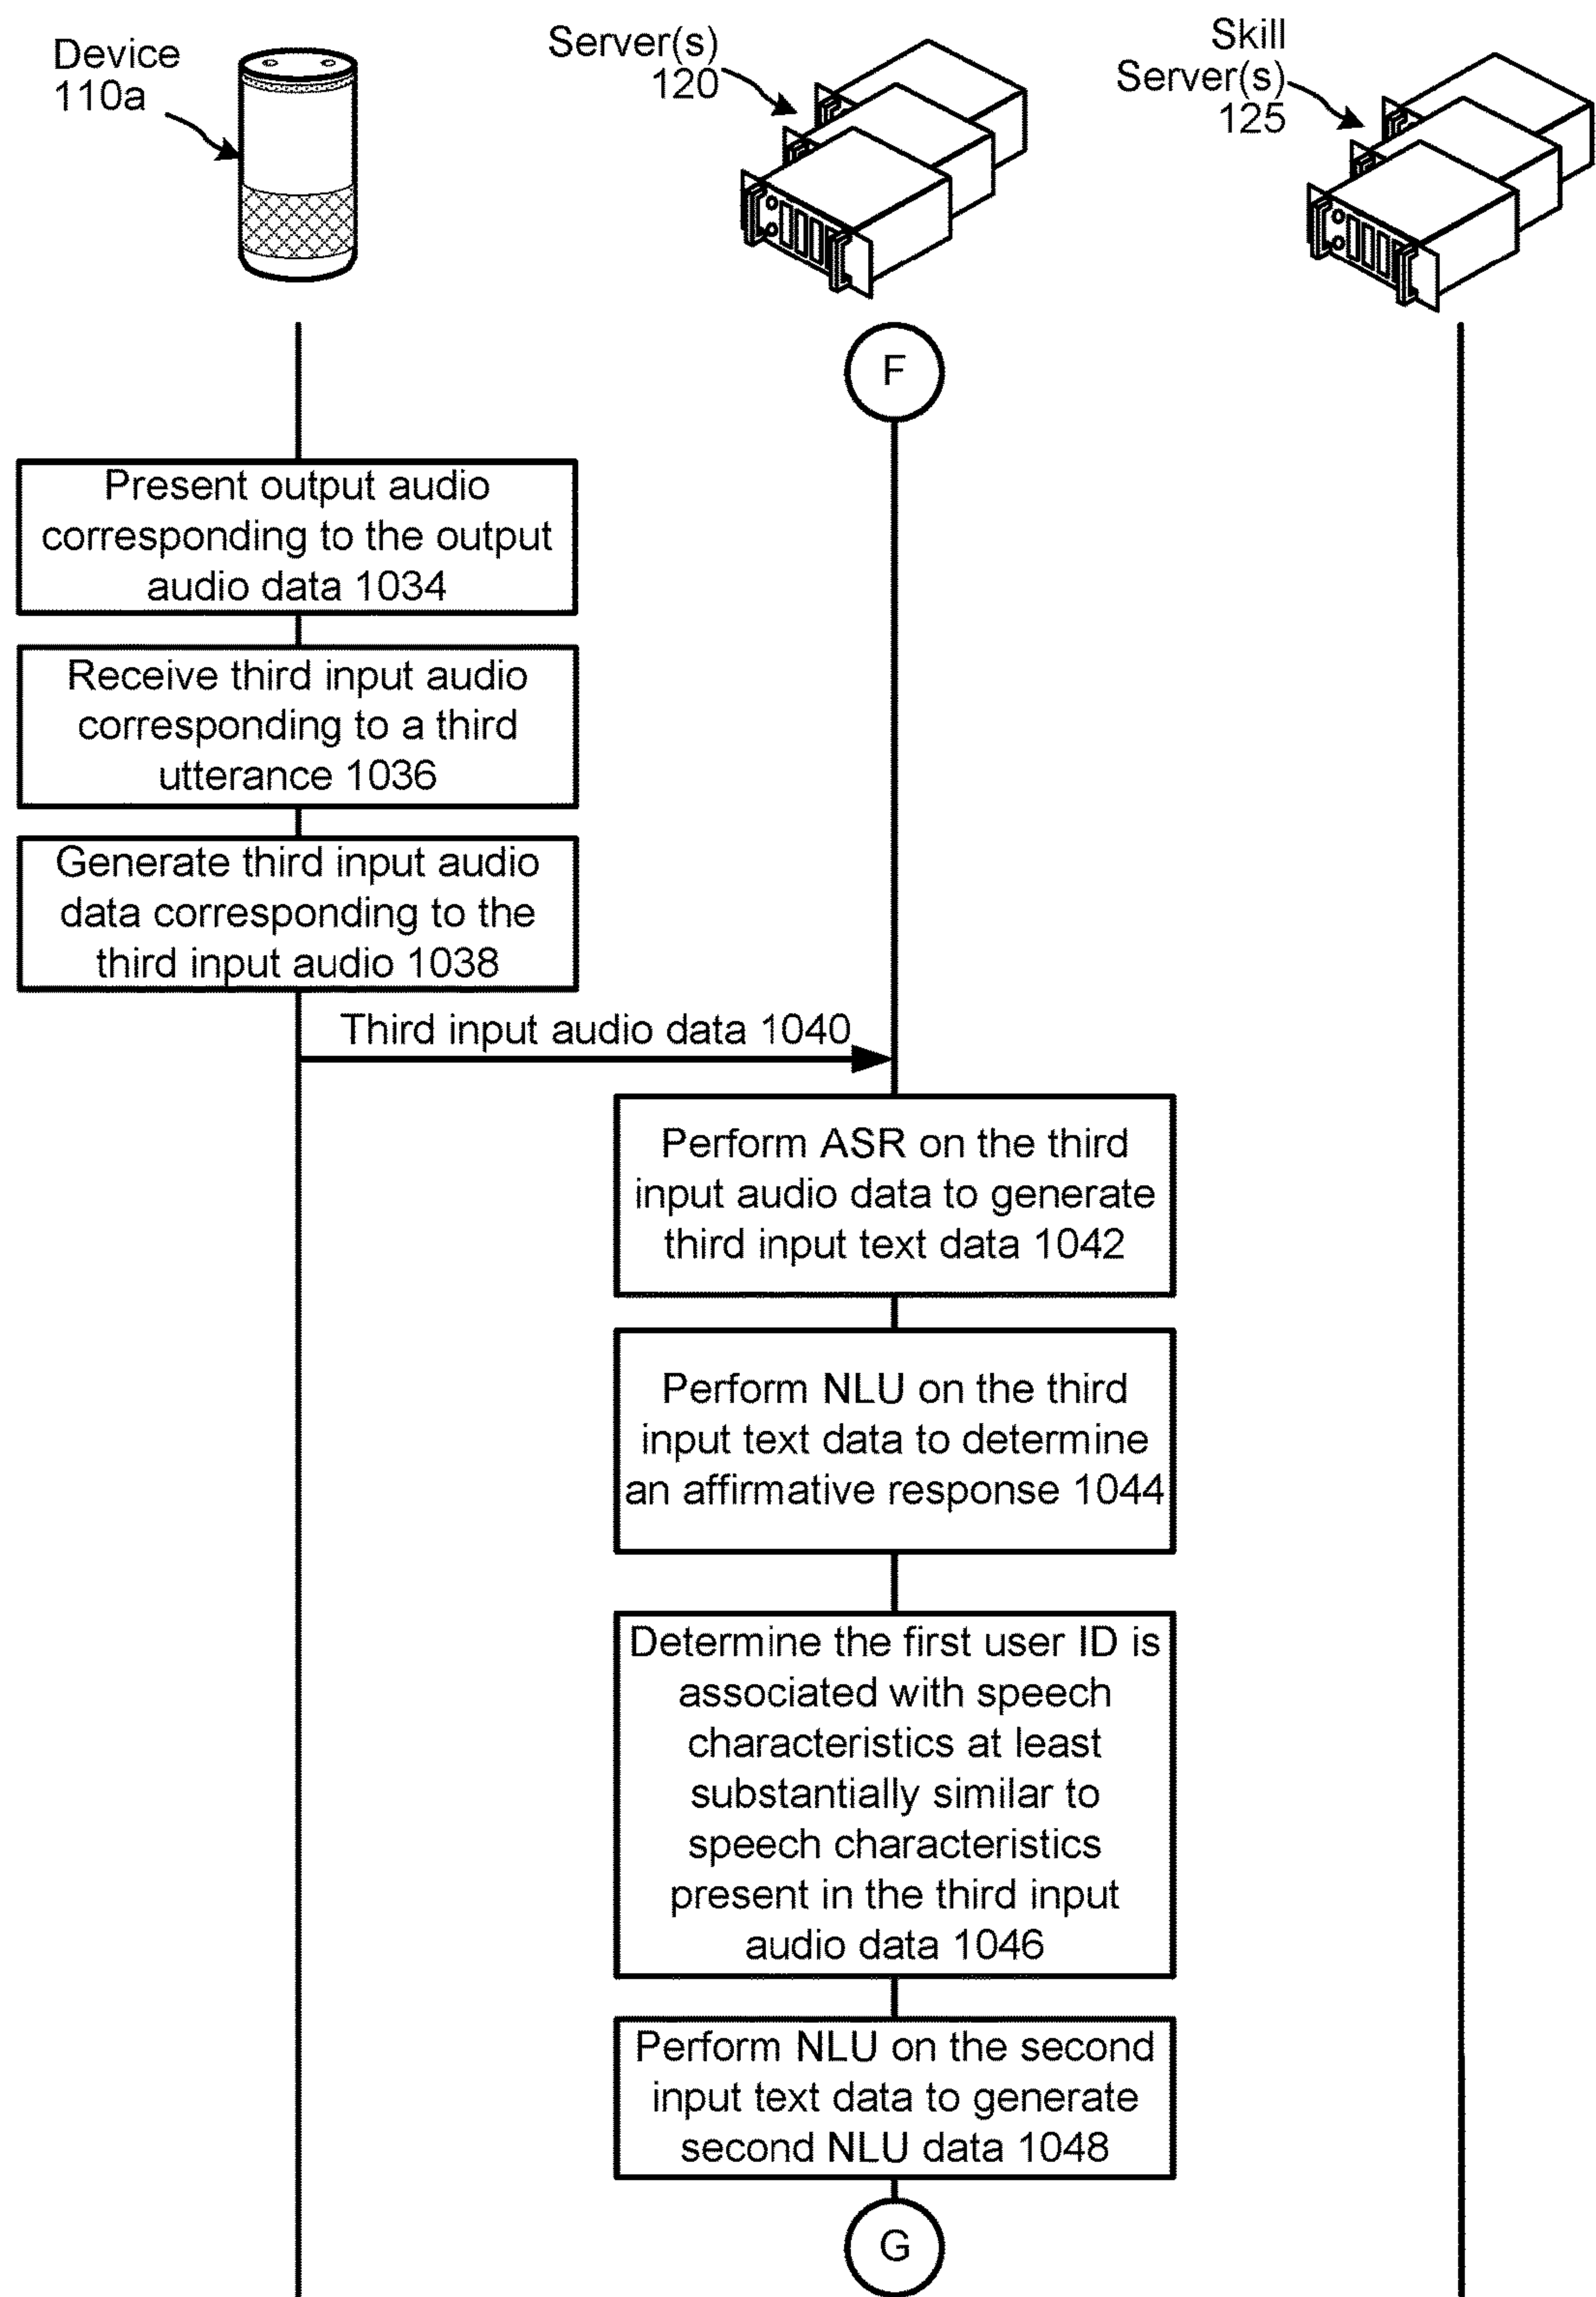 Device
110a
Server(s)
120
Skill
Server(s)
125
F
Present output audio
corresponding to the output
audio data 1034
Receive third input audio
corresponding to a third
utterance 1036
Generate third input audio
data corresponding to the
third input audio 1038
Third input audio data 1040
Perform ASR on the third
input audio data to generate
third input text data 1042
Perform NLU on the third
input text data to determine
an affirmative response 1044
Determine the first user ID is
associated with speech
characteristics at least
substantially similar to
speech characteristics
present in the third input
audio data 1046
Perform NLU on the second
input text data to generate
second NLU data 1048
G